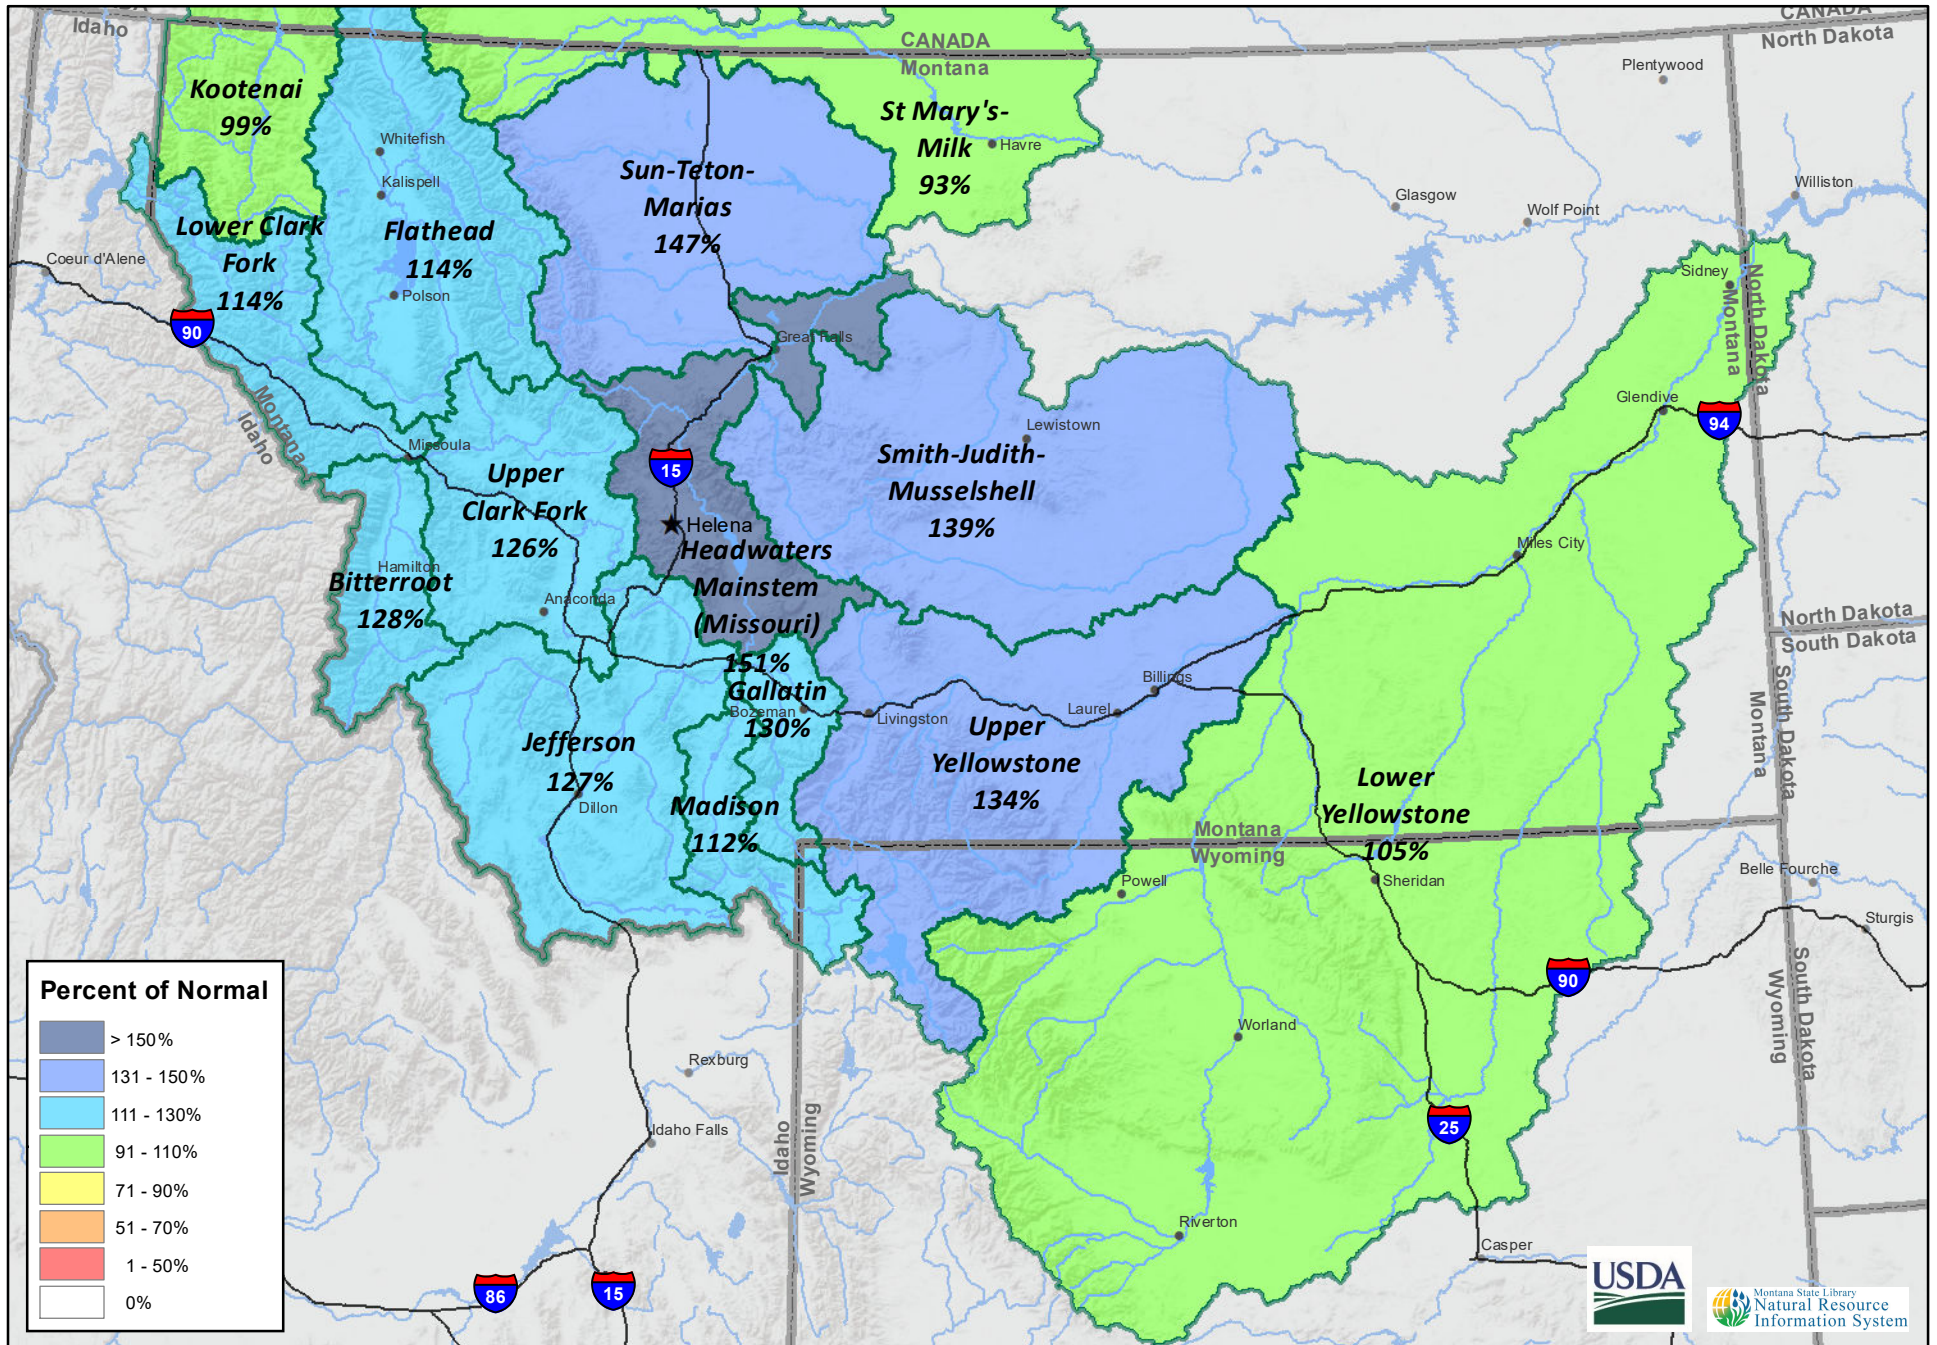 Idaho
CANADA
Montana
CANADA
North Dakota
Plentywood
Kootenai
99%
St Mary's-
Milk
93%
Havre
Whitefish
Kalispell
Sun-Teton-
Marias
147%
Glasgow
Wolf Point
Williston
Lower Clark
Fork
114%
Flathead
114%
Polson
Coeur d'Alene
90
Sidney
Montana
North Dakota
Great Falls
Montana
Idaho
Missoula
Lewistown
Glendive
94
15
Upper
Clark Fork
126%
Smith-Judith-
Musselshell
139%
Helena
Headwaters
Mainstem
(Missouri)
151%
Miles City
Hamilton
Bitterroot
128%
Anaconda
North Dakota
South Dakota
Gallatin
Bozeman
130%
Livingston
Billings
Laurel
South Dakota
Montana
Jefferson
127%
Dillon
Upper
Yellowstone
134%
Madison
112%
Lower
Yellowstone
105%
Montana
Wyoming
Powell
Sheridan
Belle Fourche
Sturgis
90
South Dakota
Wyoming
Percent of Normal
> 150%
131 - 150%
111 - 130%
91 - 110%
71 - 90%
51 - 70%
1 - 50%
0%
Worland
Rexburg
Idaho Falls
Idaho
Wyoming
25
Riverton
Casper
86
15
USDA
Montana State Library
Natural Resource
Information System